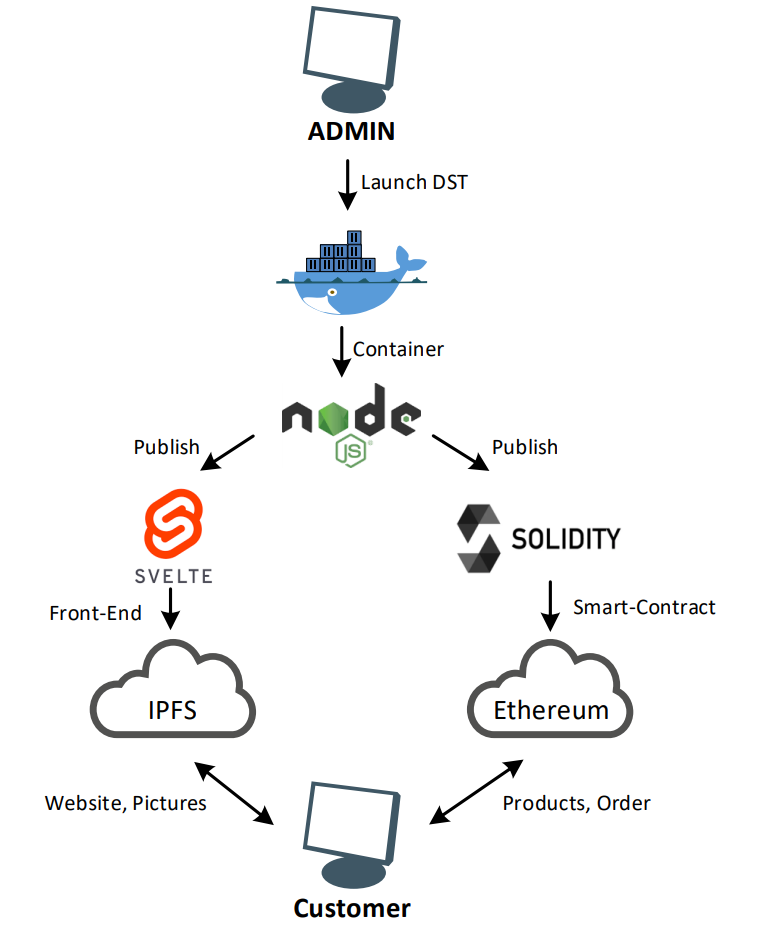 ADMIN
Launch DST
Container
node
JS
Publish
Publish
SVELTE
SOLIDITY
Front-End
Smart-Contract
IPFS
Ethereum
Website, Pictures
Products, Order
Customer